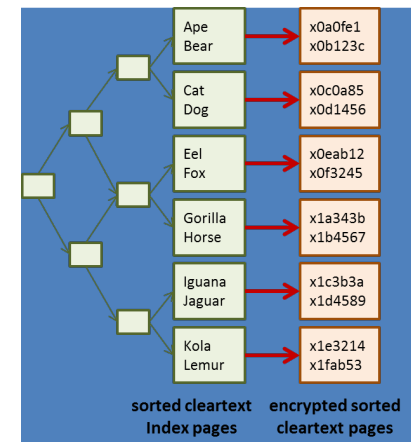 Ape
Bear
x0a0fe1
x0b123c
Cat
Dog
x0c0a85
x0d1456
Eel
Fox
x0eab12
x0f3245
Gorilla
Horse
x1a343b
x1b4567
Iguana
Jaguar
x1c3b3a
x1d4589
Kola
Lemur
x1e3214
x1fab53
sorted cleartext
Index pages
encrypted sorted
cleartext pages